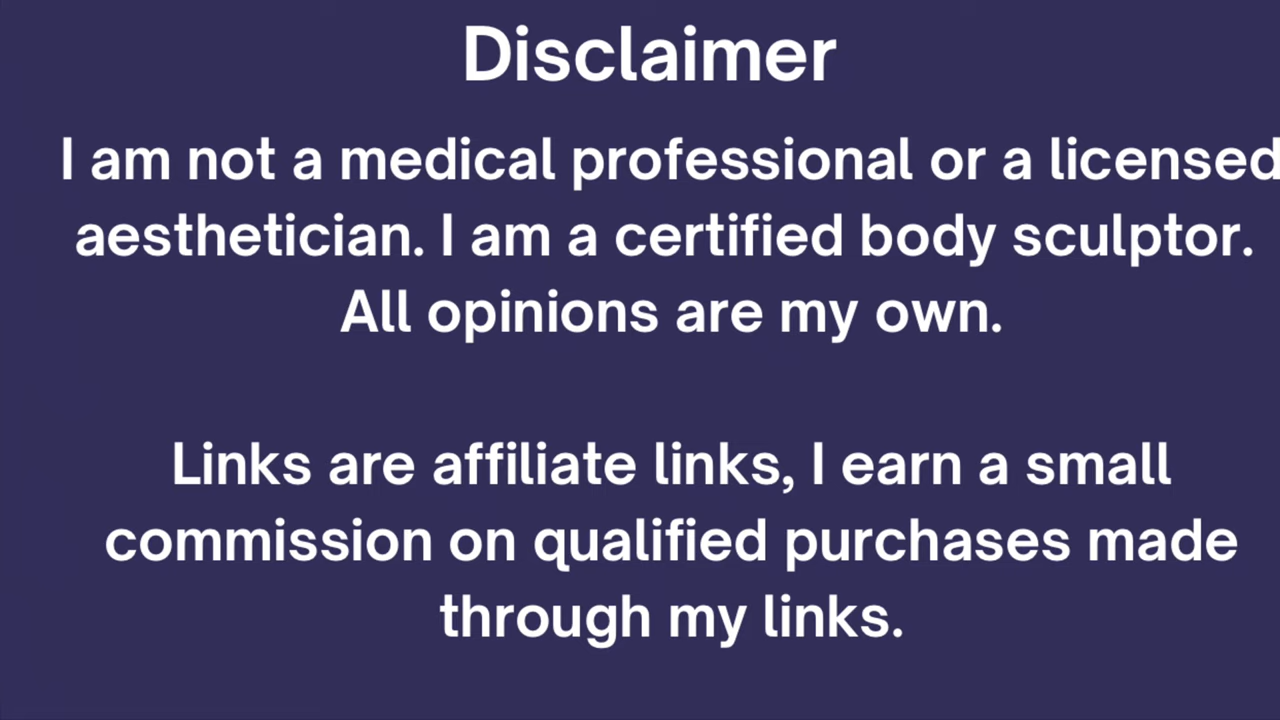 Disclaimer
I am not a medical professional or a licensed
aesthetician. I am a certified body sculptor.
All opinions are my own.
Links are affiliate links, I earn a small
commission on qualified purchases made
through my links.